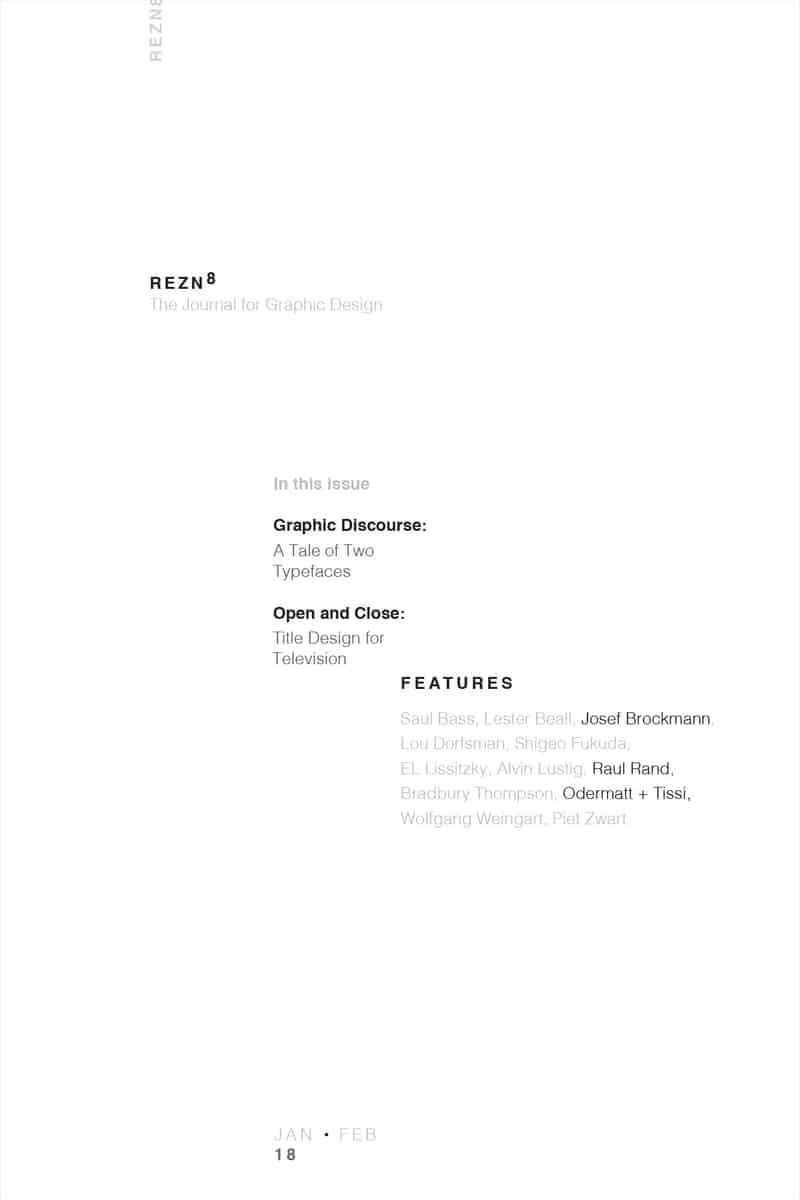 REZN8
REZN8
The Journal for Graphic Design
In this issue
Graphic Discourse:
A Tale of Two
Typefaces
Open and Close:
Title Design for
Television
FEATURES
Saul Bass, Lester Beall, Josef Brockmann,
Lou Dorfsman, Shigeo Fukuda,
EL Lissitzky, Alvin Lustig, Raul Rand,
Bradbury Thompson, Odermatt + Tissi,
Wolfgang Weingart, Piet Zwart
JAN • FEB
18